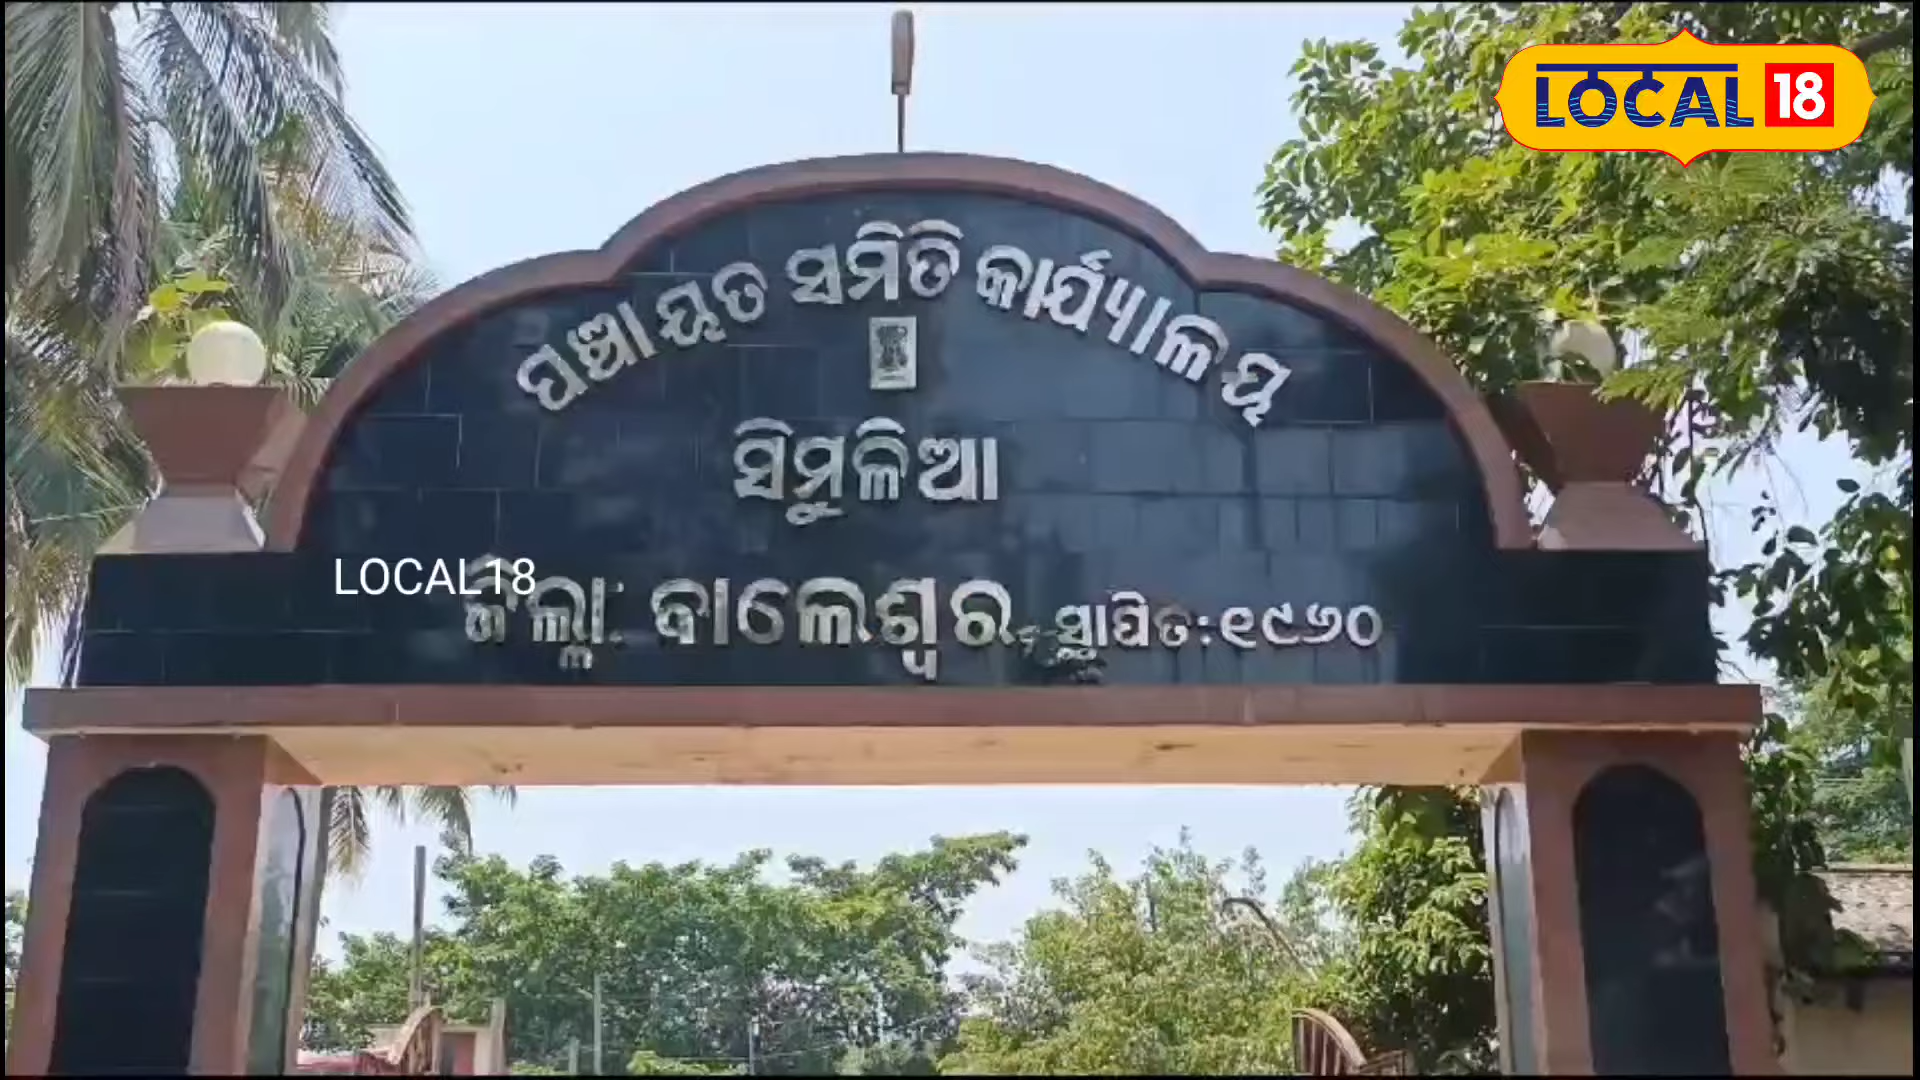 LOCAL 18
ପଞ୍ଚାୟତ ସମିତି କାର୍ଯ୍ୟାଳୟ
ସିମୁଳିଆ
LOCAL18
ଜିଲ୍ଲା: ବାଲେଶ୍ୱର, ସ୍ଥାପିତ:୧୯୬୦